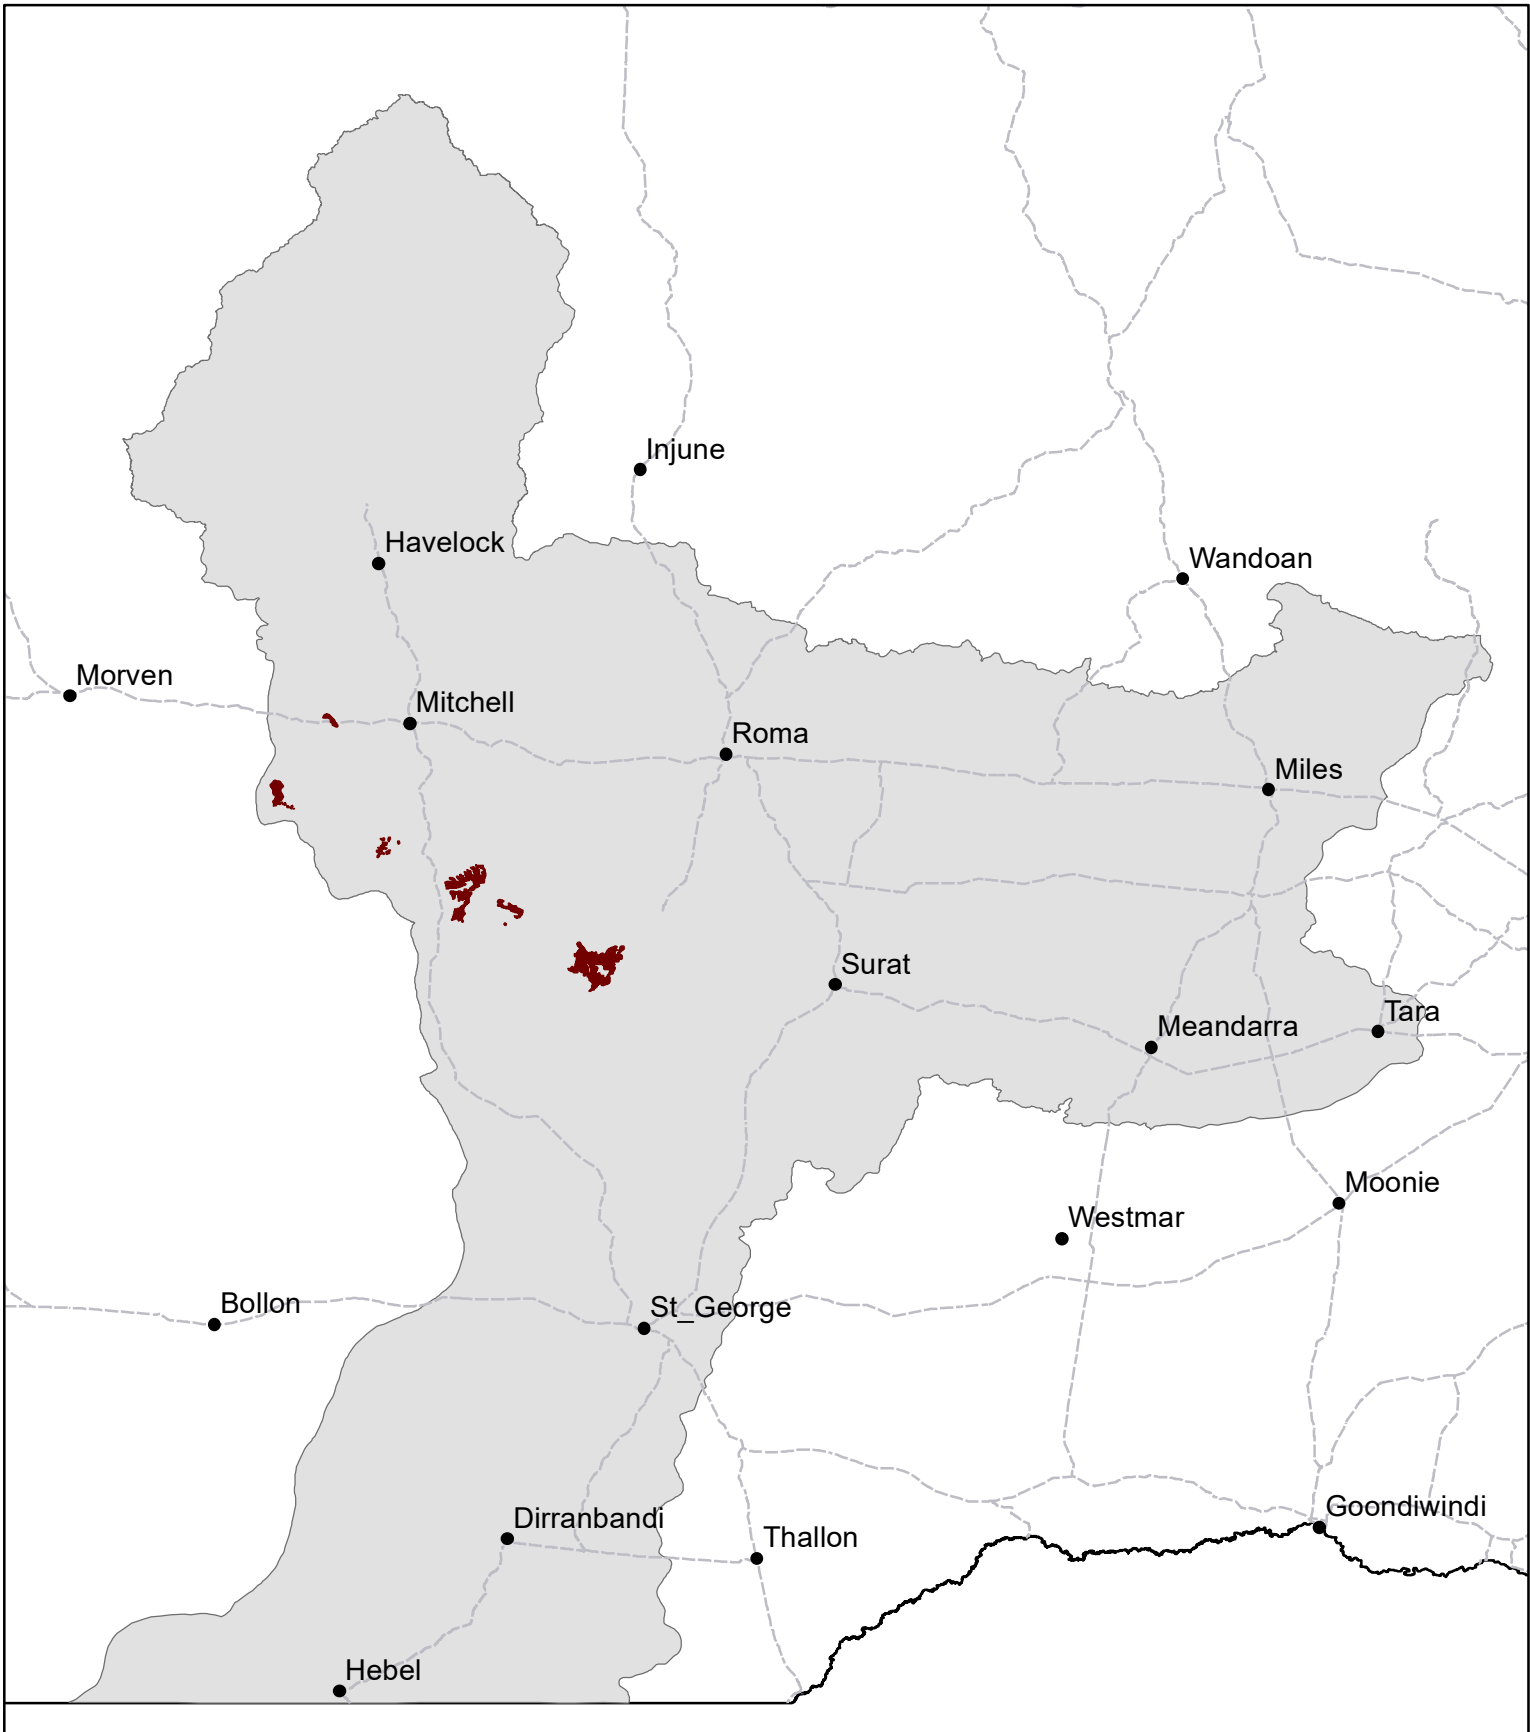 Injune
Havelock
Wandoan
Morven
Mitchell
Roma
Miles
Surat
Tara
Meandarra
Moonie
Westmar
Bollon
St_George
Goondiwindi
Dirranbandi
Thallon
Hebel